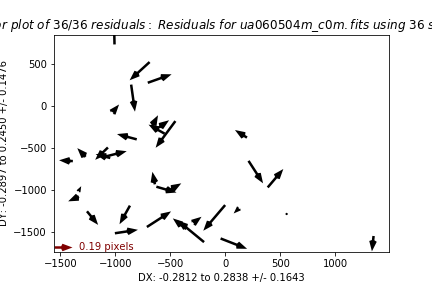 or plot of 36/36 residuals: Residuals for ua060504m_c0m.fits using 36 s
DY: -0.2897 to 0.2450 +/- 0.1476
500
0
−500
−1000
−1500
0.19 pixels
−1500 −1000 −500 0 500 1000
DX: -0.2812 to 0.2838 +/- 0.1643